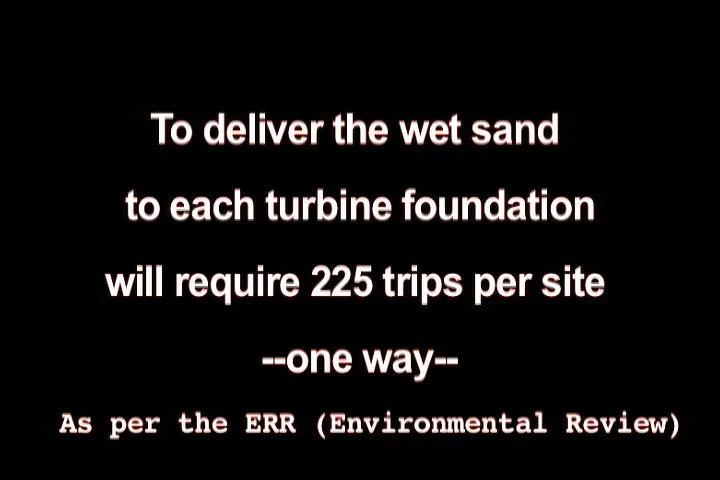 To deliver the wet sand
to each turbine foundation
will require 225 trips per site
--one way--
As per the ERR (Environmental Review)